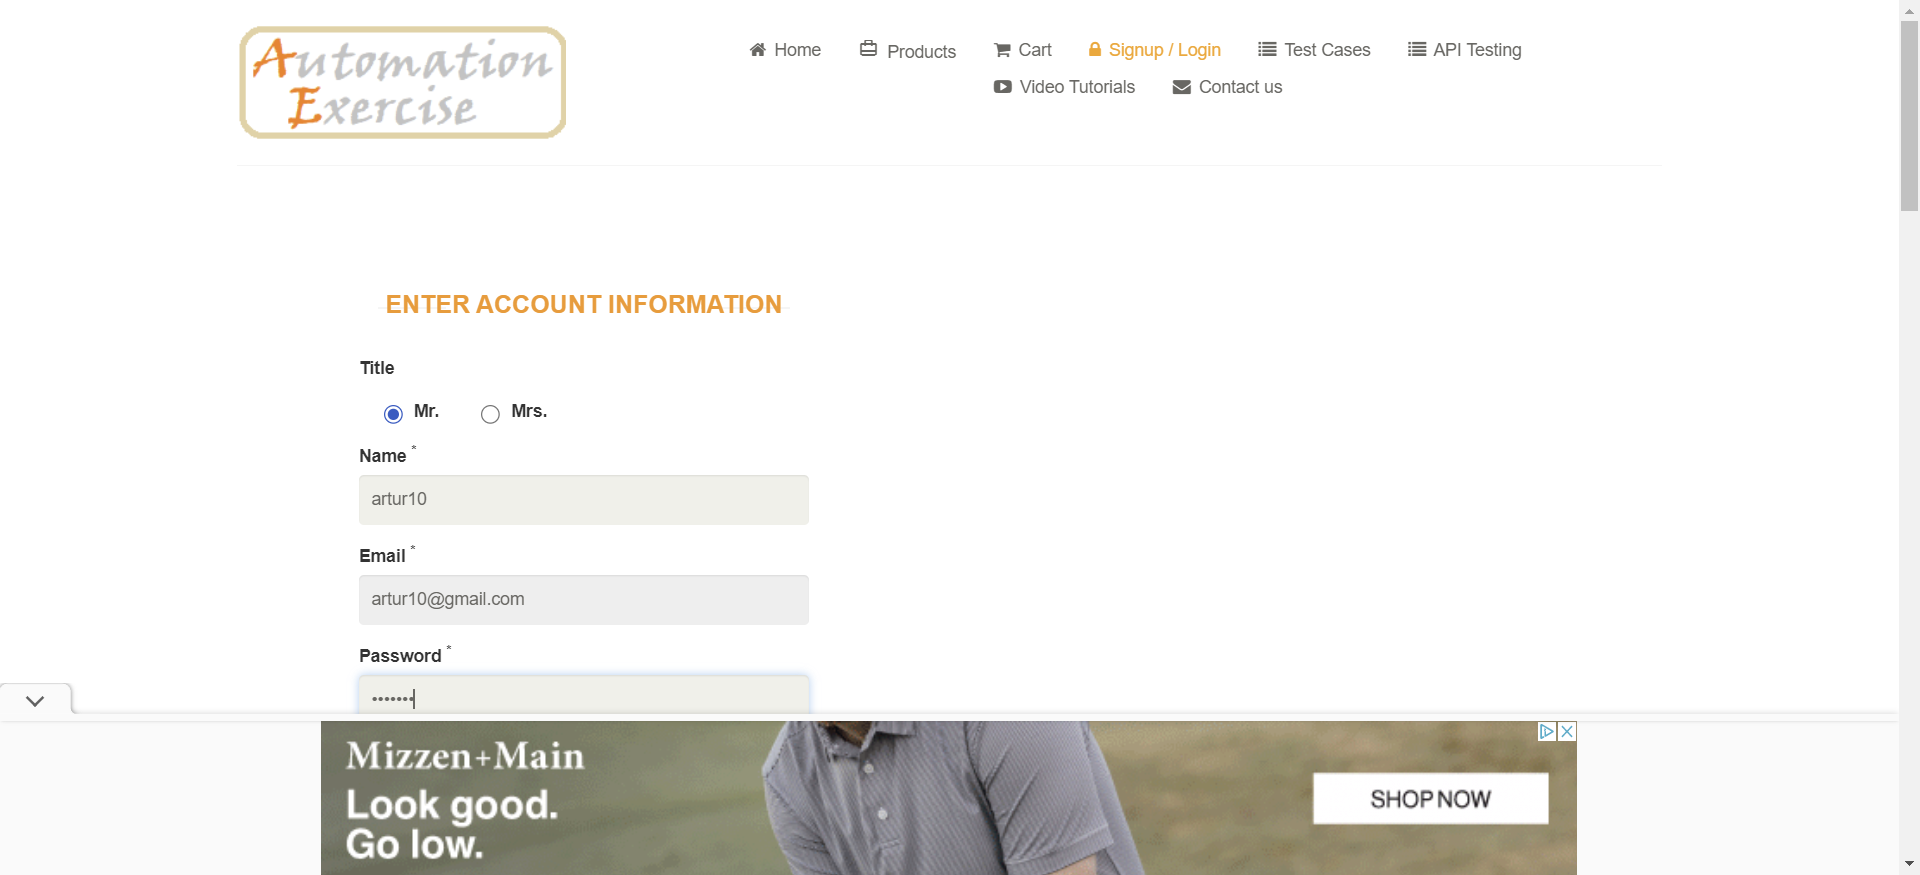 Automation
Exercise
Home
Products
Cart
Signup / Login
Test Cases
API Testing
Video Tutorials
Contact us
ENTER ACCOUNT INFORMATION
Title
Mr.
Mrs.
Name *
artur10
Email *
artur10@gmail.com
Password *
•••••••
Mizzen+Main
Look good.
Go low.
SHOP NOW